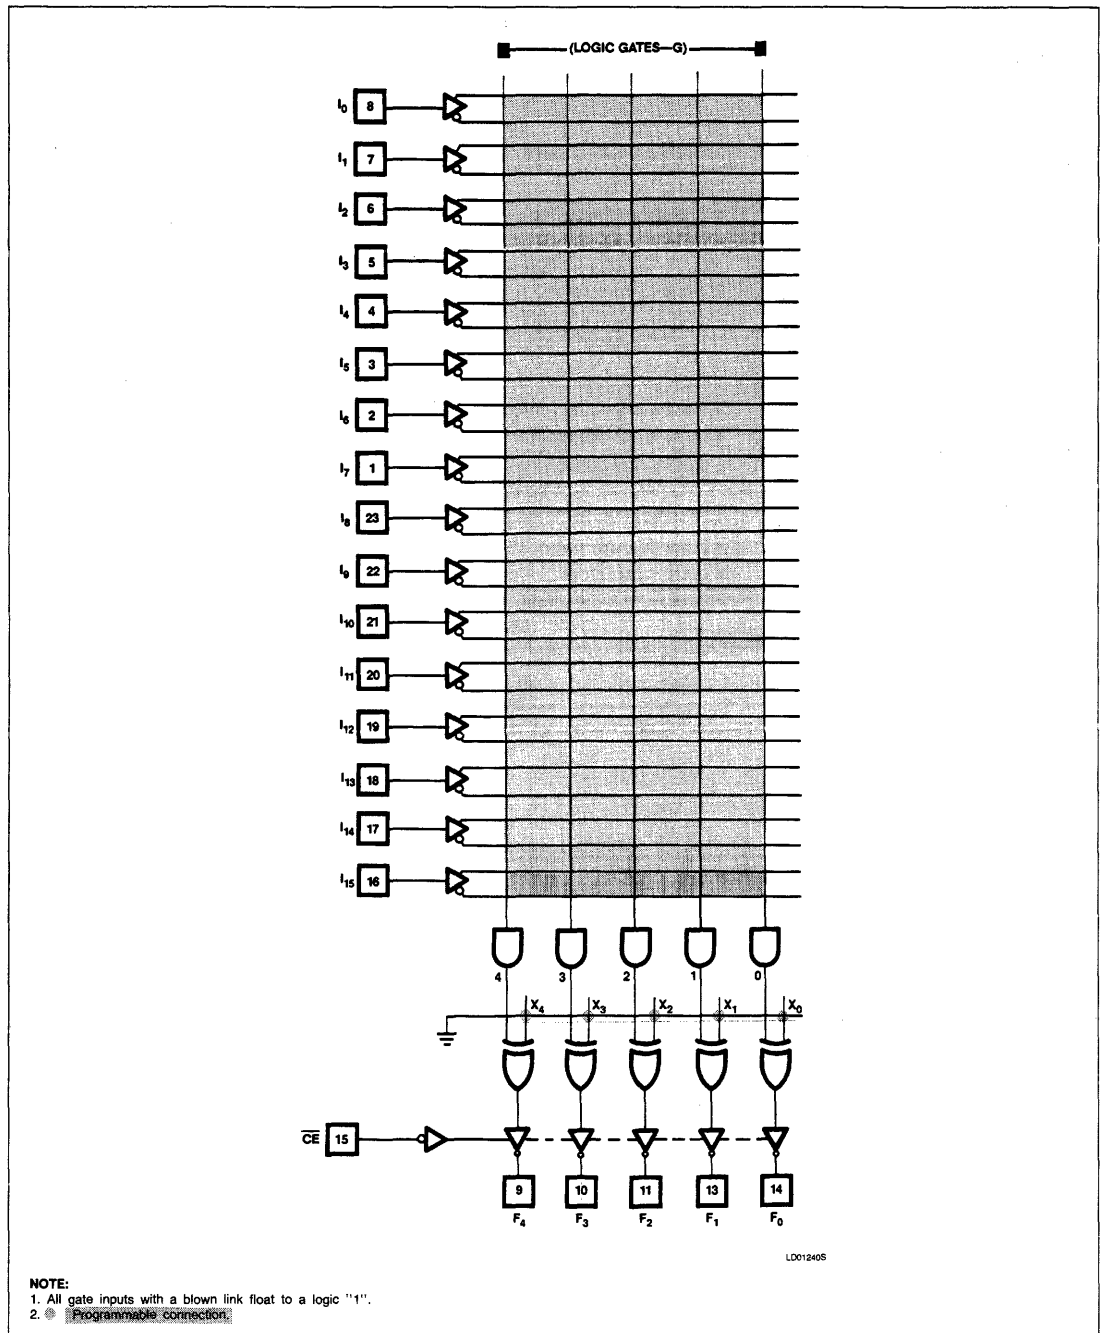 (LOGIC GATES—G)
I0 8
I1 7
I2 6
I3 5
I4 4
I5 3
I6 2
I7 1
I8 23
I9 22
I10 21
I11 20
I12 19
I13 18
I14 17
I15 16
4 3 2 1 0
X4 X3 X2 X1 X0
CE 15
9 10 11 13 14
F4 F3 F2 F1 F0
LD01240S
NOTE:
1. All gate inputs with a blown link float to a logic "1".
2. Programmable connection.